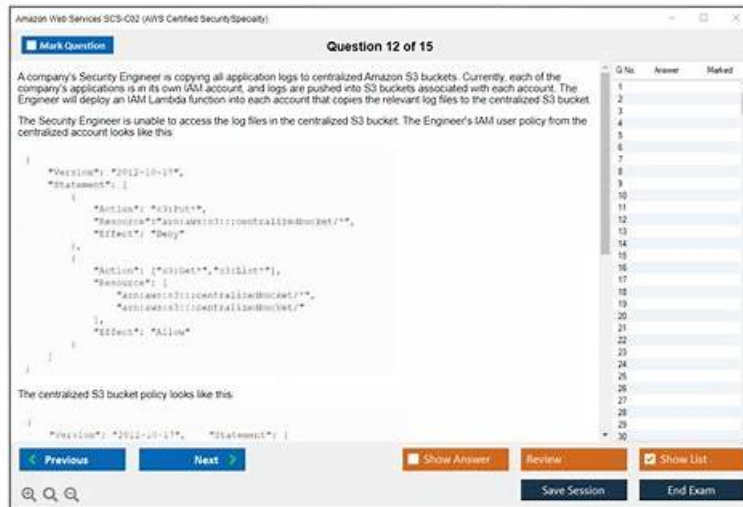 Amazon Web Services SCS-C02 (AWS Certified Security Specialty)
Mark Question
Question 12 of 15
A company's Security Engineer is copying all application logs to centralized Amazon S3 buckets. Currently, each of the
company's applications is in its own IAM account, and logs are pushed into S3 buckets associated with each account. The
Engineer will deploy an IAM Lambda function into each account that copies the relevant log files to the centralized S3 bucket.
The Security Engineer is unable to access the log files in the centralized S3 bucket. The Engineer's IAM user policy from the
centralized account looks like this:
{
"Version": "2012-10-17",
"Statement": [
{
"Action": "s3:Put*",
"Resource":"arn:aws:s3:::centralizedbucket/*",
"Effect": "Deny"
},
{
"Action": ["s3:Get*","s3:List*"],
"Resource": [
"arn:aws:s3:::centralizedbucket/*",
"arn:aws:s3:::centralizedbucket/"
],
"Effect": "Allow"
}
]
}
The centralized S3 bucket policy looks like this:
{
"Version": "2012-10-17", "Statement": [
Q No. Answer Marked
1
2
3
4
5
6
7
8
9
10
11
12
13
14
15
16
17
18
19
20
21
22
23
24
25
26
27
28
29
30
Previous
Next
Show Answer
Review
Show List
Save Session
End Exam